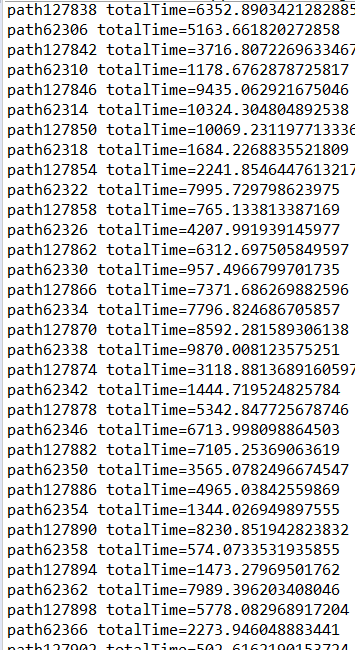 path127838 totalTime=6352.8903421282885
path62306 totalTime=5163.661820272858
path127842 totalTime=3716.8072269633467
path62310 totalTime=1178.6762878725817
path127846 totalTime=9435.062921675046
path62314 totalTime=10324.304804892538
path127850 totalTime=10069.231197713336
path62318 totalTime=1684.2268835521809
path127854 totalTime=2241.8546447613217
path62322 totalTime=7995.729798623975
path127858 totalTime=765.133813387169
path62326 totalTime=4207.991939145977
path127862 totalTime=6312.697505849597
path62330 totalTime=957.4966799701735
path127866 totalTime=7371.686269882596
path62334 totalTime=7796.824686705857
path127870 totalTime=8592.281589306138
path62338 totalTime=9870.008123575251
path127874 totalTime=3118.8813689160597
path62342 totalTime=1444.719524825784
path127878 totalTime=5342.847725678746
path62346 totalTime=6713.998098864503
path127882 totalTime=7105.25369063619
path62350 totalTime=3565.0782496674547
path127886 totalTime=4965.03842559869
path62354 totalTime=1344.026949897555
path127890 totalTime=8230.851942823832
path62358 totalTime=574.0733531935855
path127894 totalTime=1473.27969501762
path62362 totalTime=7989.396203408046
path127898 totalTime=5778.082968917204
path62366 totalTime=2273.946048883441
path127902 totalTime=502.6162190153724